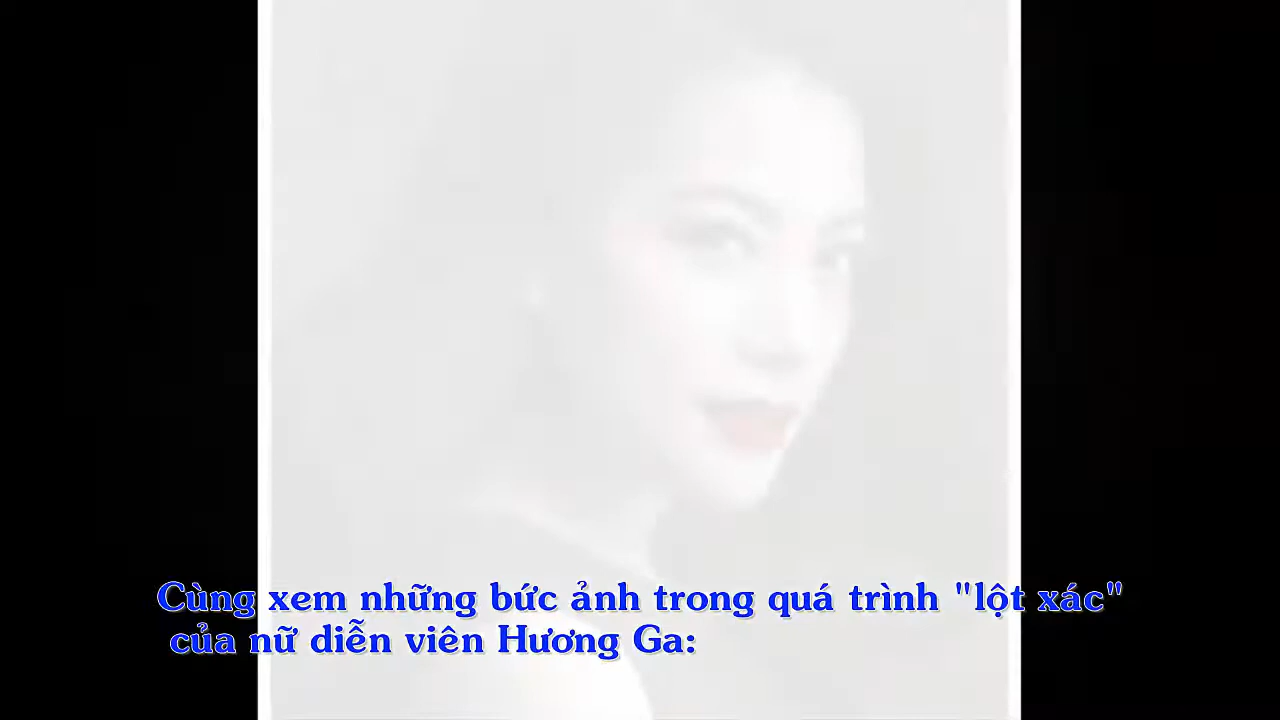 Cùng xem những bức ảnh trong quá trình "lột xác"
của nữ diễn viên Hương Ga: